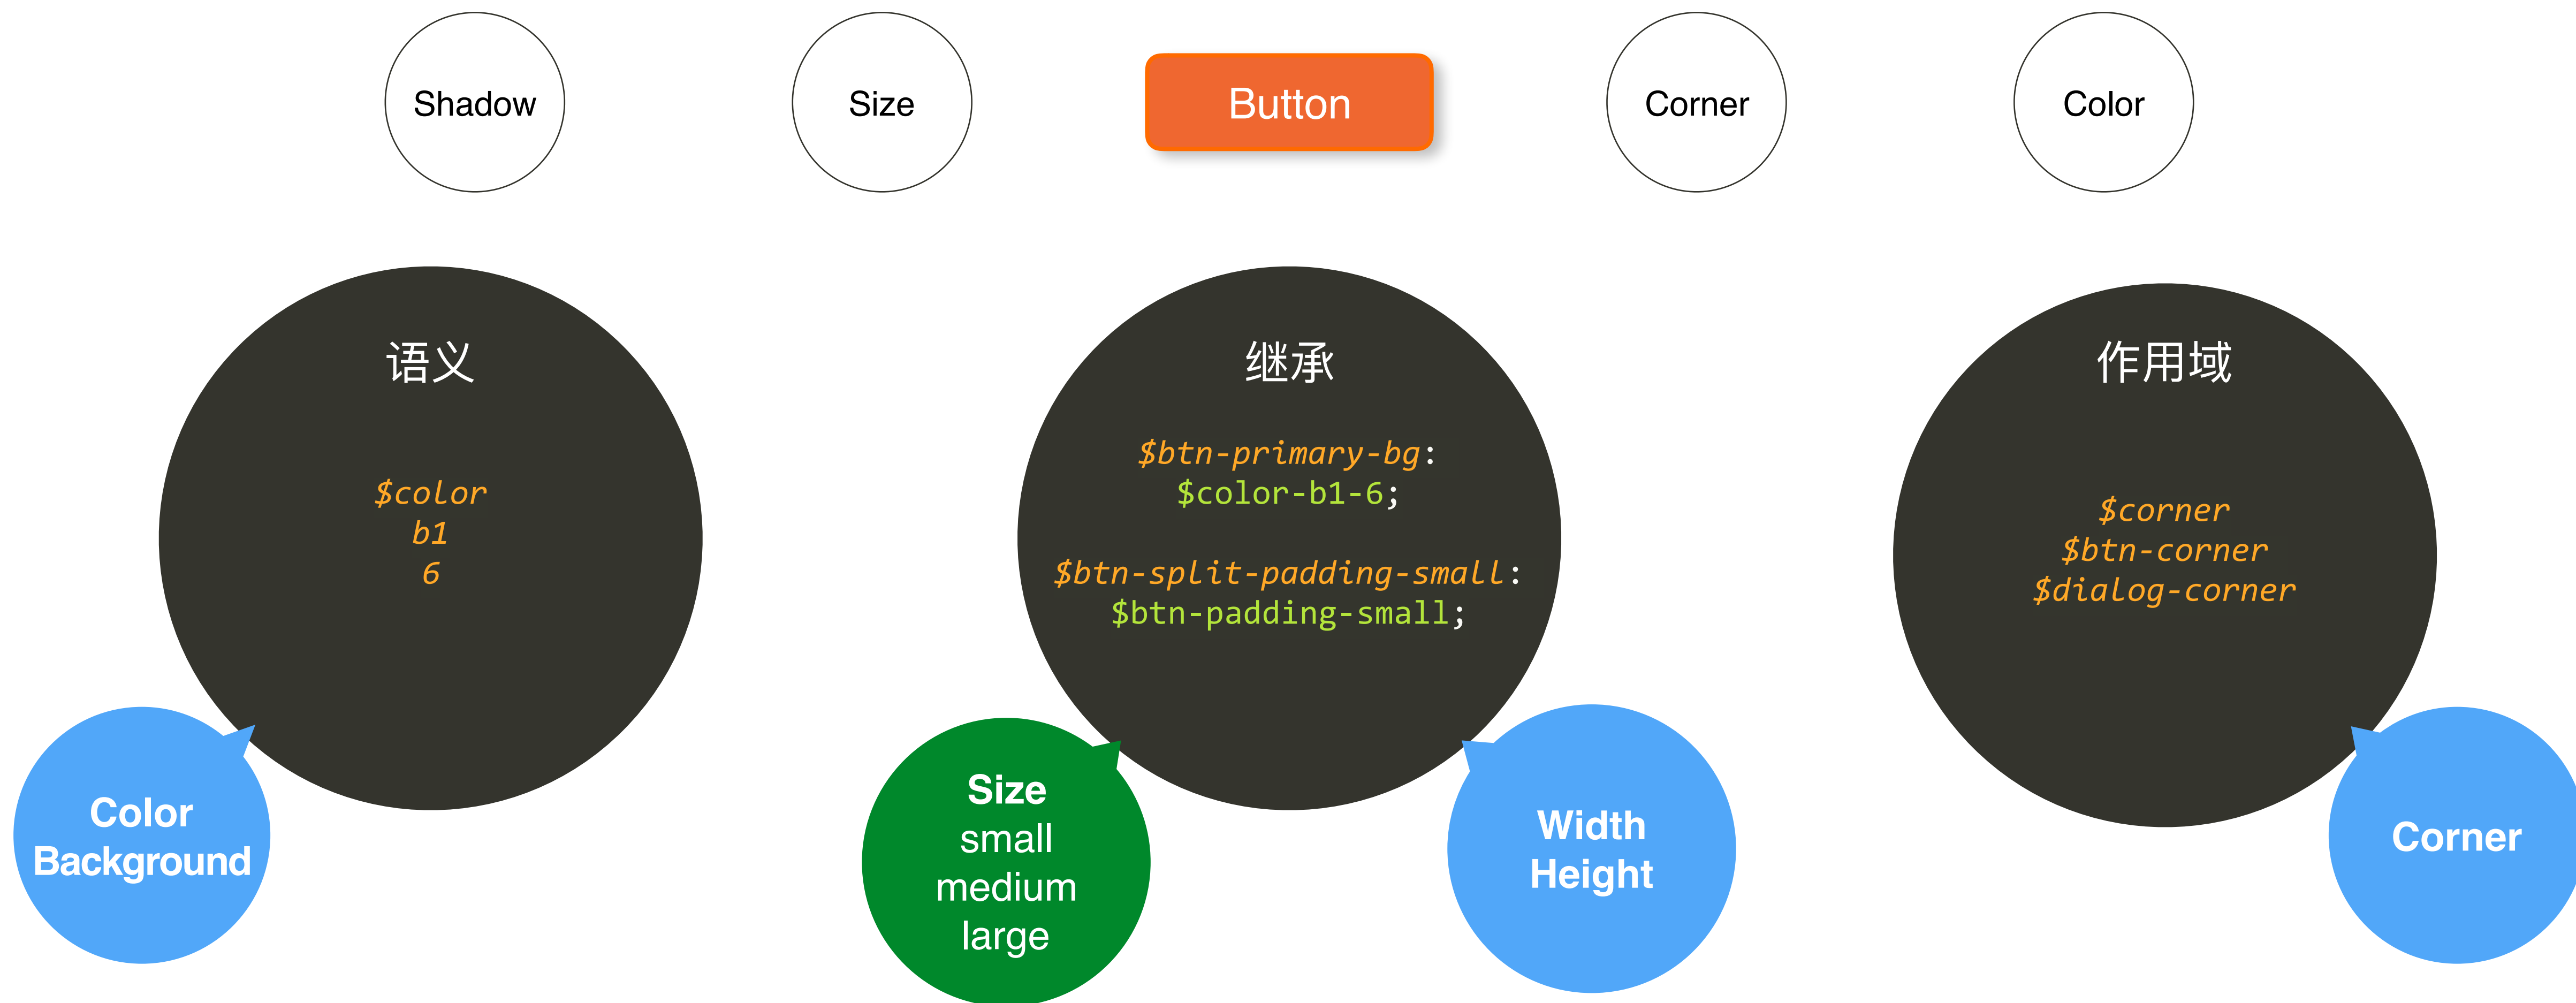 Shadow
Size
Button
Corner
Color
语义
$color
b1
6
继承
$btn-primary-bg:
$color-b1-6;
$btn-split-padding-small:
$btn-padding-small;
作用域
$corner
$btn-corner
$dialog-corner
Color
Background
Size
small
medium
large
Width
Height
Corner